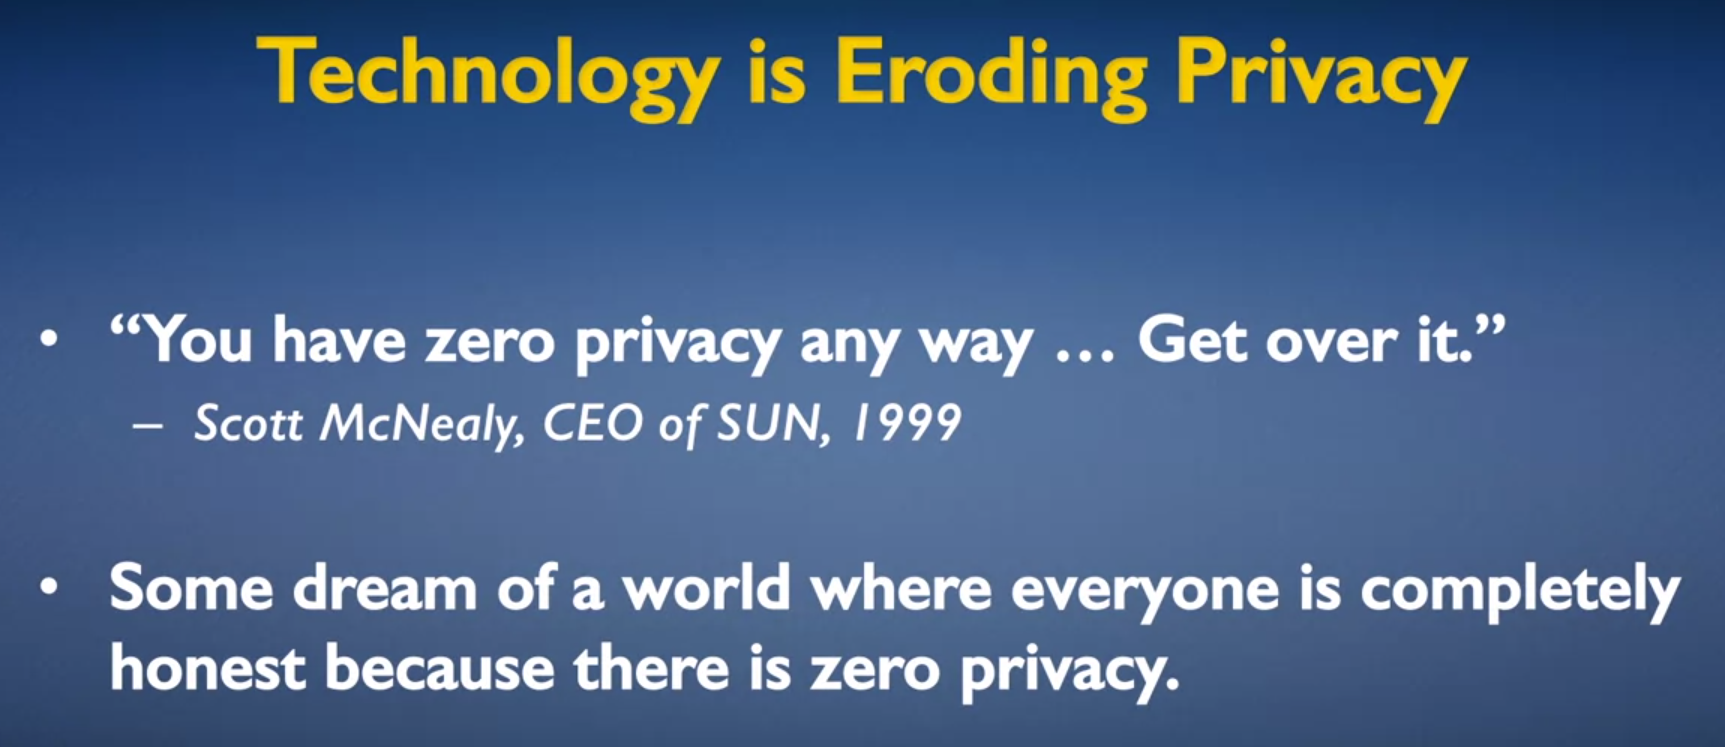 Technology is Eroding Privacy
• “You have zero privacy any way … Get over it.”
– Scott McNealy, CEO of SUN, 1999
• Some dream of a world where everyone is completely
honest because there is zero privacy.